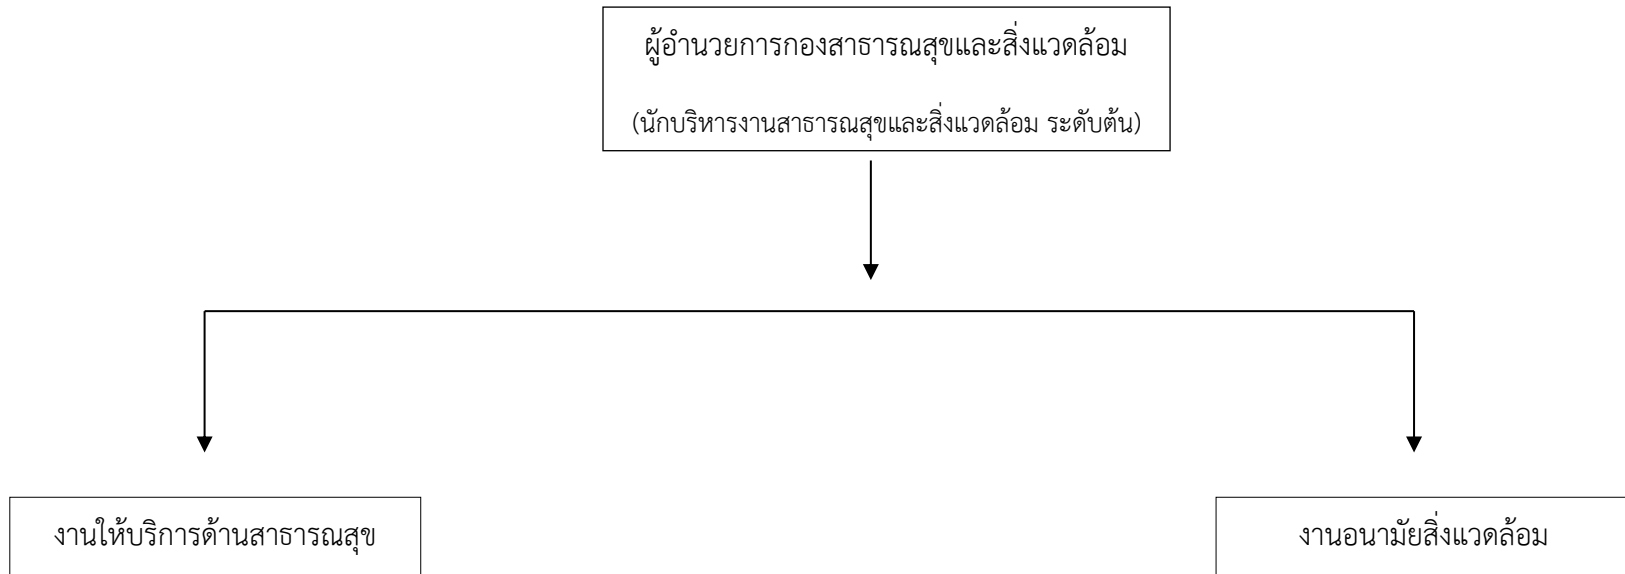 ผู้อำนวยการกองสาธารณสุขและสิ่งแวดล้อม
(นักบริหารงานสาธารณสุขและสิ่งแวดล้อม ระดับต้น)
งานให้บริการด้านสาธารณสุข
งานอนามัยสิ่งแวดล้อม